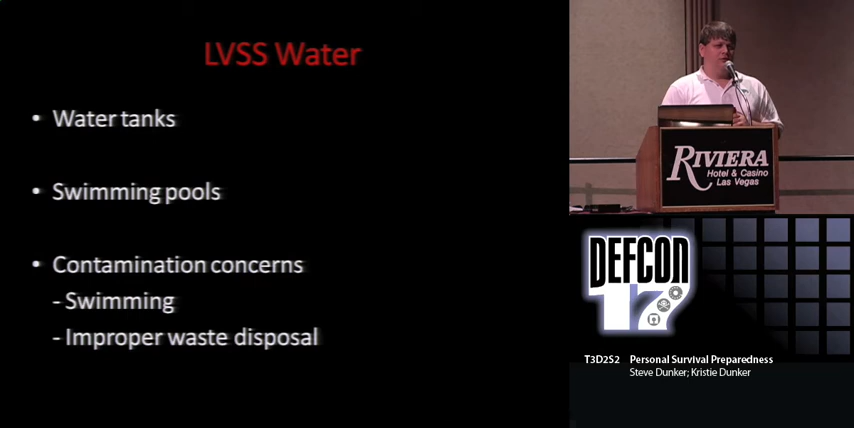 LVSS Water
• Water tanks
• Swimming pools
• Contamination concerns
- Swimming
- Improper waste disposal
RIVIERA
Hotel & Casino
Las Vegas
DEFCON
17
T3D2S2 Personal Survival Preparedness
Steve Dunker; Kristie Dunker